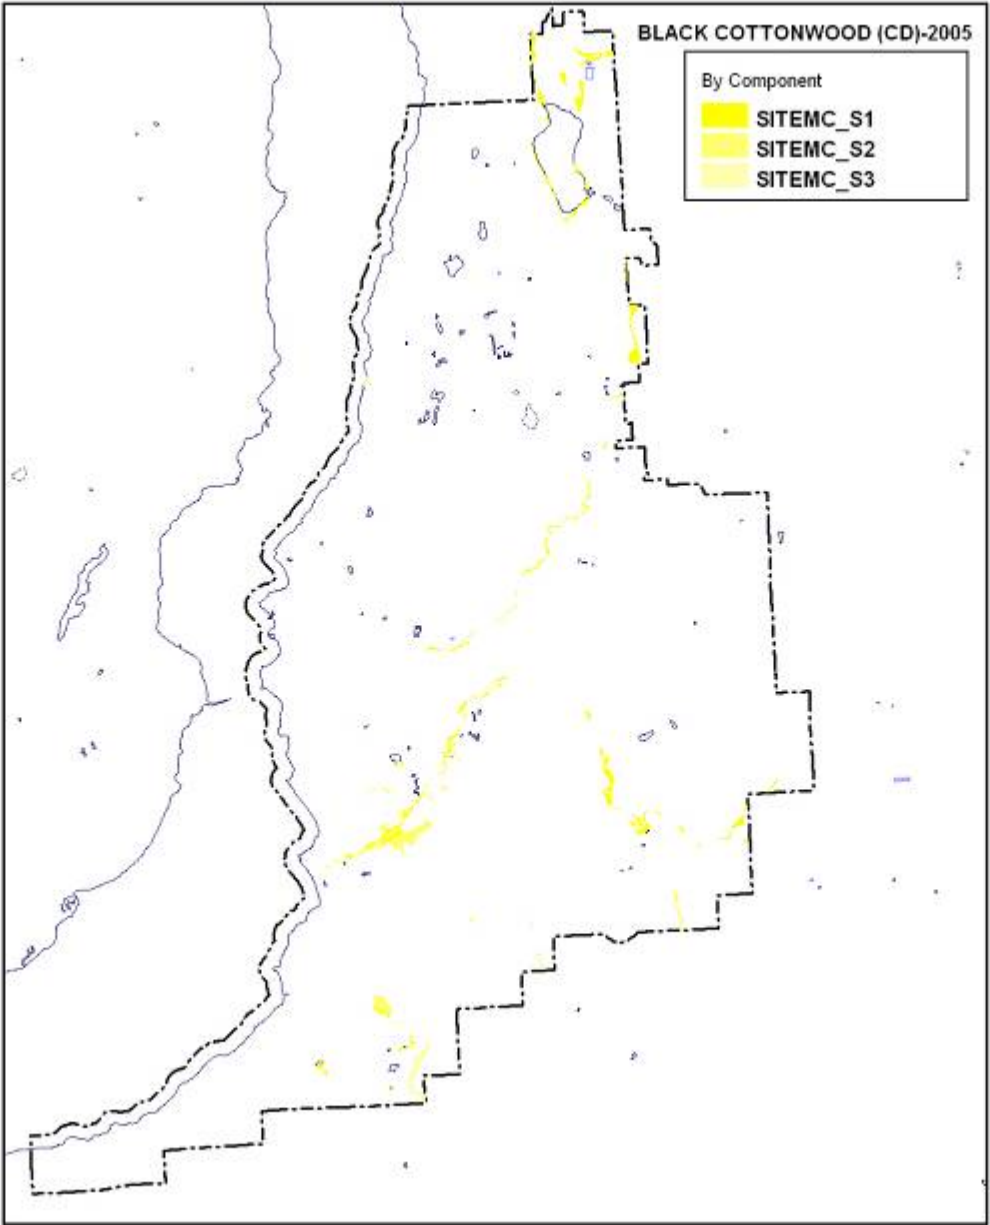 BLACK COTTONWOOD (CD)-2005
By Component
SITEMC_S1
SITEMC_S2
SITEMC_S3